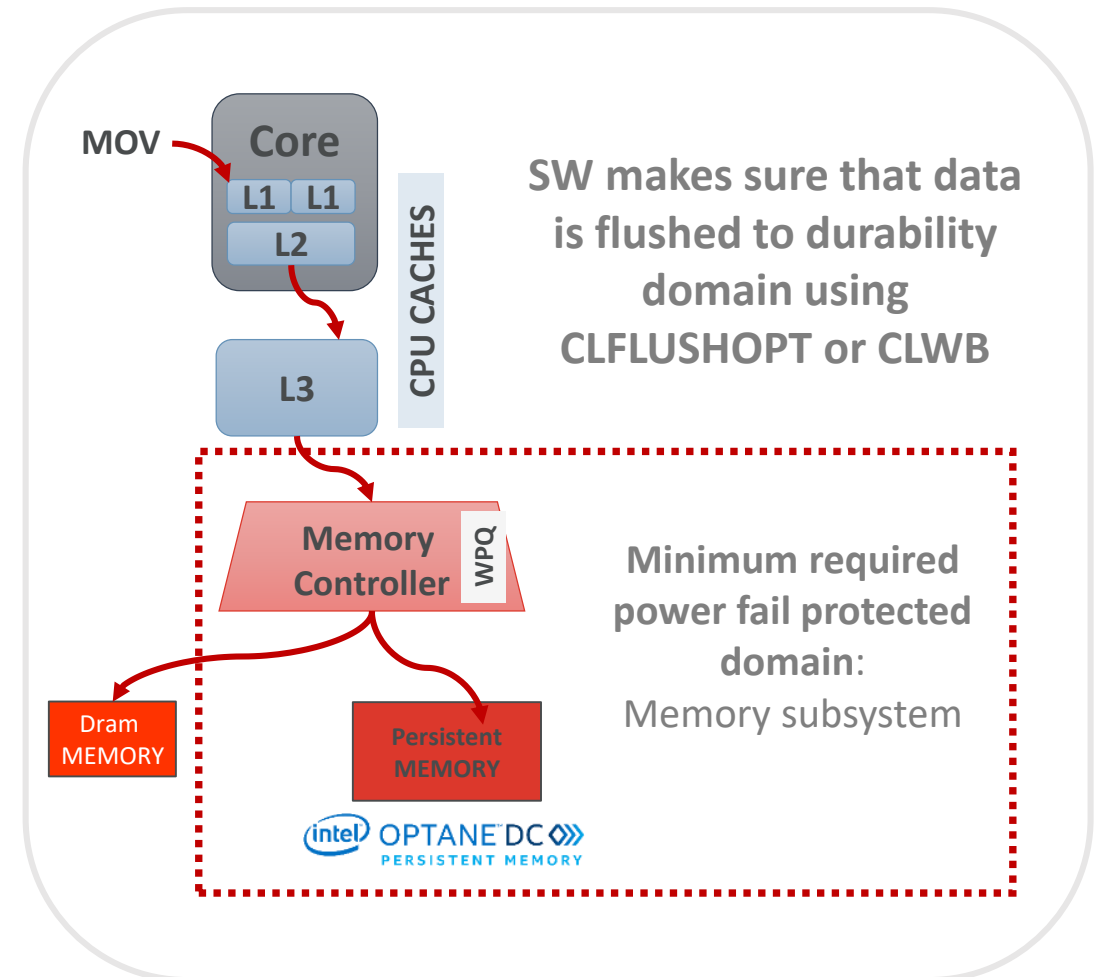 MOV
Core
L1 L1
L2
L3
CPU CACHES
SW makes sure that data
is flushed to durability
domain using
CLFLUSHOPT or CLWB
Memory
Controller
WPQ
Minimum required
power fail protected
domain:
Memory subsystem
Dram
MEMORY
Persistent
MEMORY
intel OPTANE™ DC
PERSISTENT MEMORY